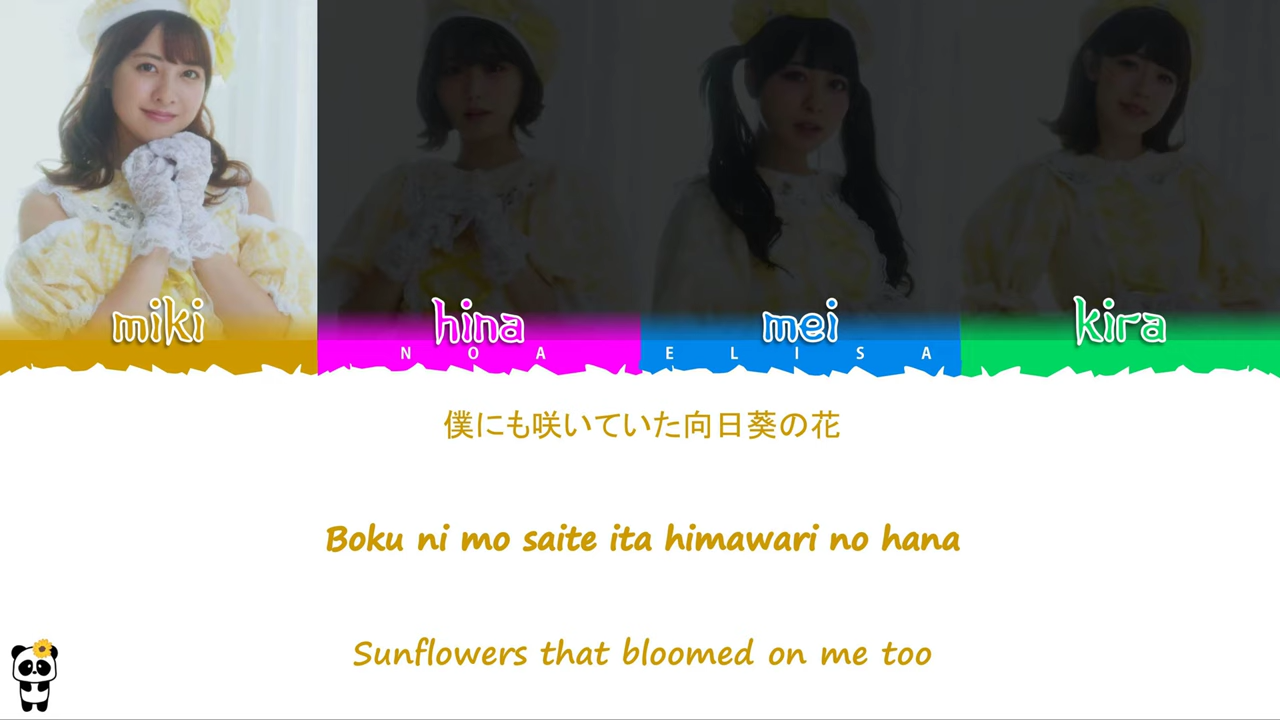 miki hina mei kira
NOA ELISA
僕にも咲いていた向日葵の花
Boku ni mo saite ita himawari no hana
Sunflowers that bloomed on me too